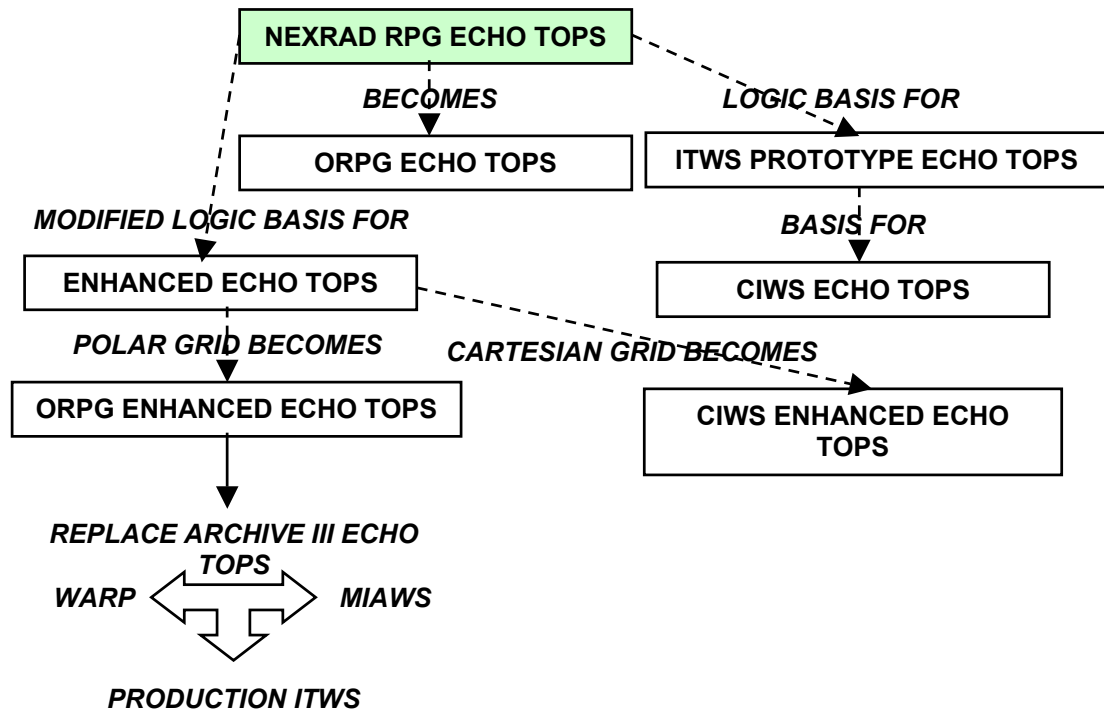 NEXRAD RPG ECHO TOPS
BECOMES
LOGIC BASIS FOR
ORPG ECHO TOPS
ITWS PROTOTYPE ECHO TOPS
MODIFIED LOGIC BASIS FOR
BASIS FOR
ENHANCED ECHO TOPS
CIWS ECHO TOPS
POLAR GRID BECOMES
CARTESIAN GRID BECOMES
ORPG ENHANCED ECHO TOPS
CIWS ENHANCED ECHO
TOPS
REPLACE ARCHIVE III ECHO
TOPS
WARP
MIAWS
PRODUCTION ITWS